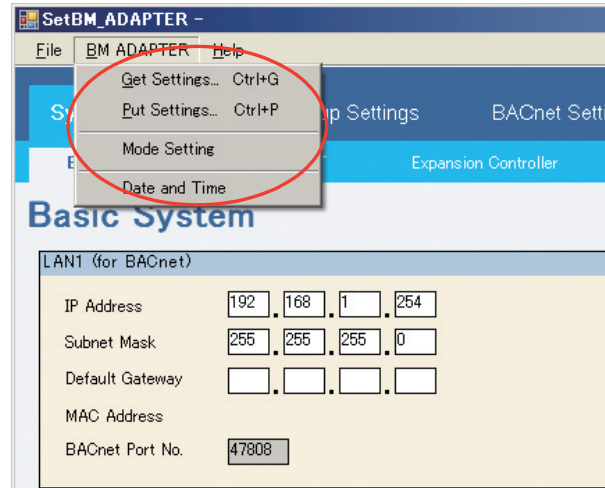 SetBM_ADAPTER -
File BM ADAPTER Help
Get Settings... Ctrl+G
Put Settings... Ctrl+P
Mode Setting
Date and Time
Sy
up Settings
BACnet Setti
Expansion Controller
Basic System
LAN1 (for BACnet)
IP Address 192 . 168 . 1 . 254
Subnet Mask 255 . 255 . 255 . 0
Default Gateway . . .
MAC Address
BACnet Port No. 47808